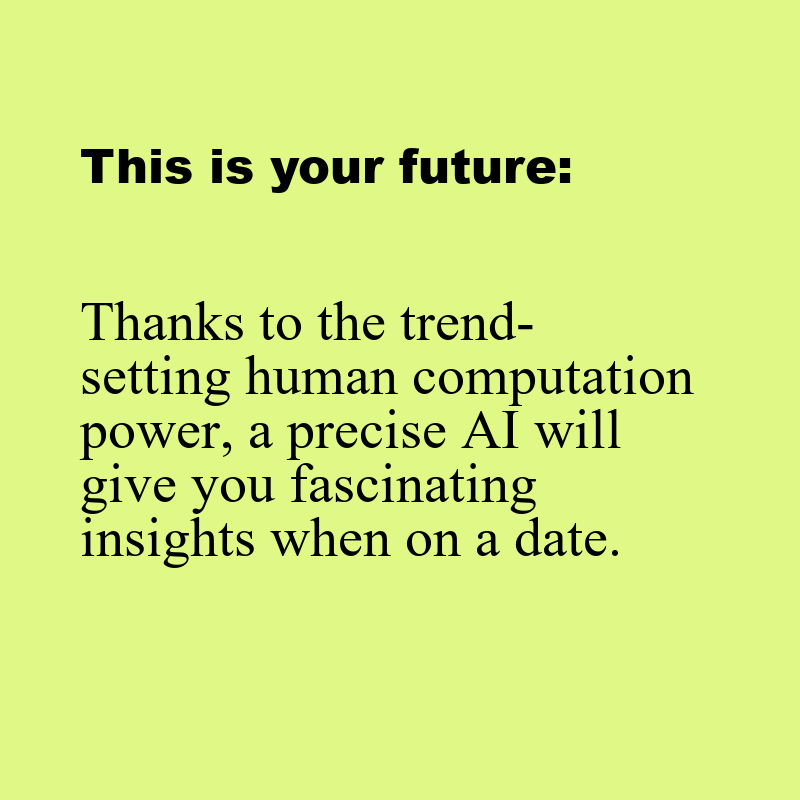 This is your future:
Thanks to the trend-
setting human computation
power, a precise AI will
give you fascinating
insights when on a date.